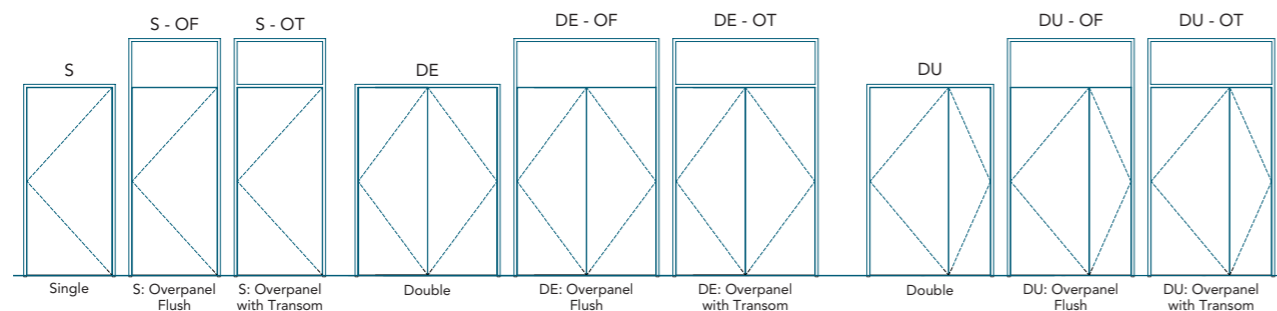 S
S - OF
S - OT
DE
DE - OF
DE - OT
DU
DU - OF
DU - OT
Single
S: Overpanel
Flush
S: Overpanel
with Transom
Double
DE: Overpanel
Flush
DE: Overpanel
with Transom
Double
DU: Overpanel
Flush
DU: Overpanel
with Transom